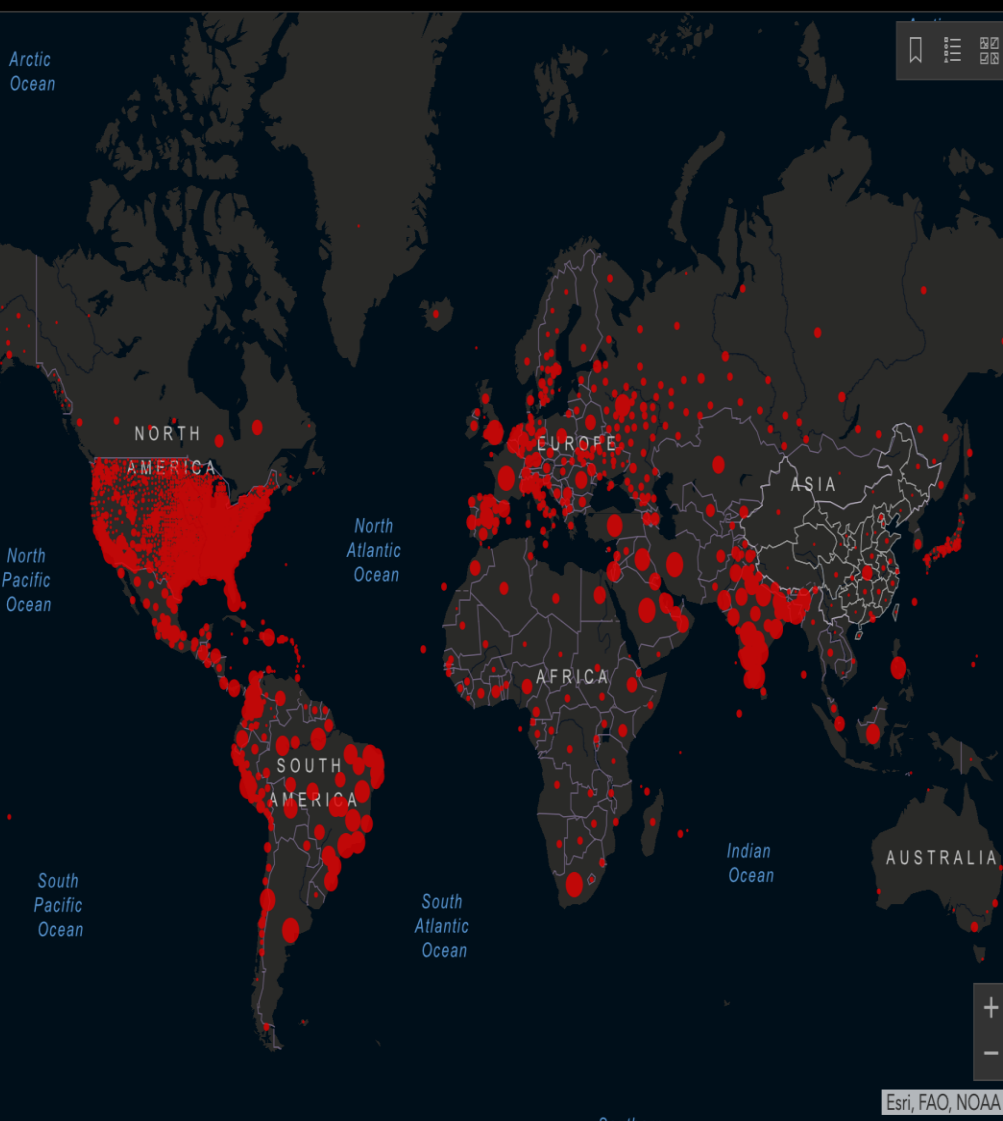 Arctic
Ocean
NORTH
AMERICA
EUROPE
ASIA
North
Atlantic
Ocean
North
Pacific
Ocean
AFRICA
SOUTH
AMERICA
Indian
Ocean
AUSTRALIA
South
Pacific
Ocean
South
Atlantic
Ocean
+
−
Esri, FAO, NOAA